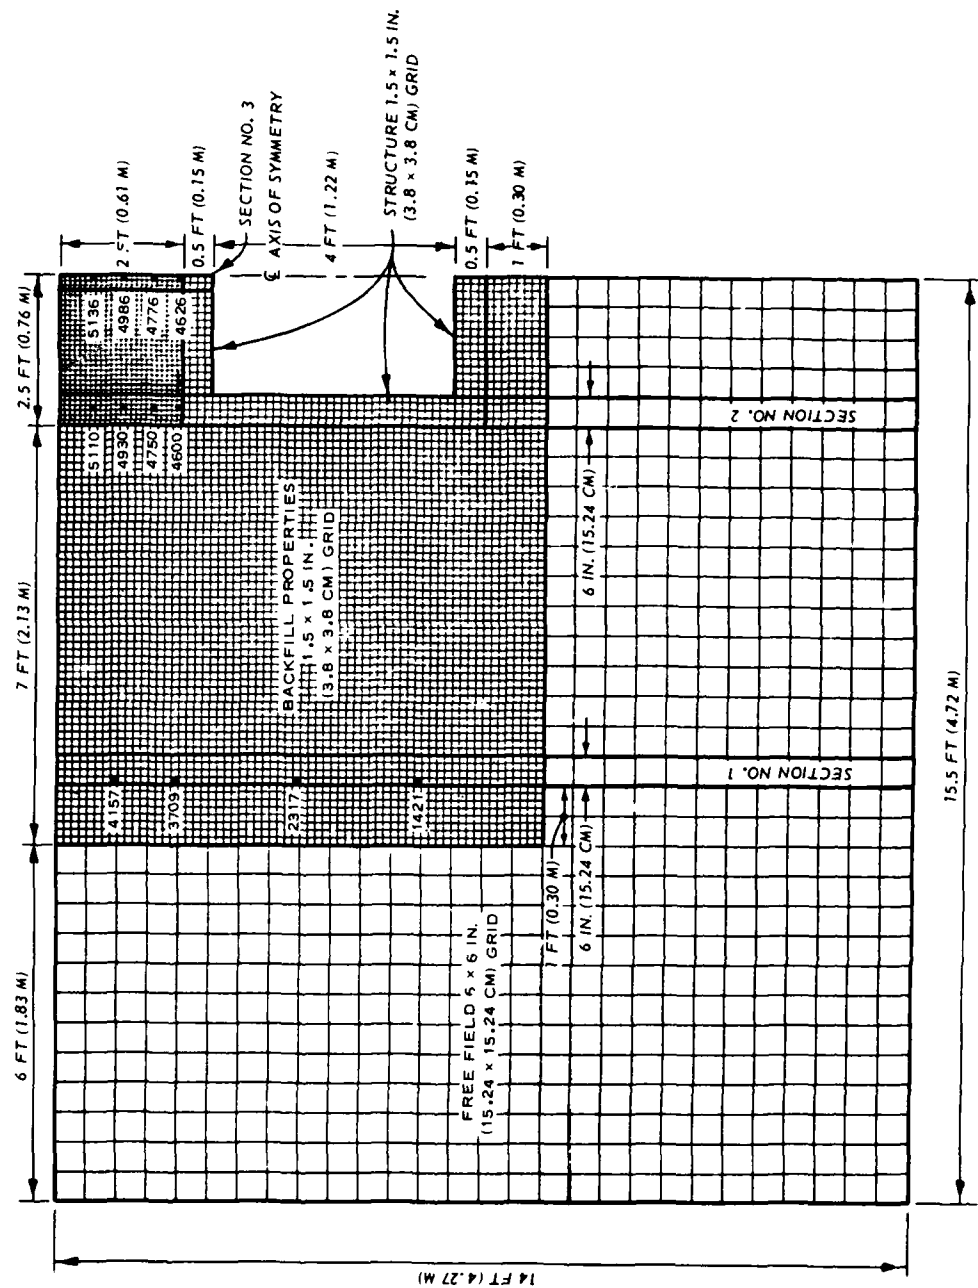 6 FT (1.83 M)
7 FT (2.13 M)
2.5 FT (0.76 M)
14 FT (4.27 M)
15.5 FT (4.72 M)
2 FT (0.61 M)
0.5 FT (0.15 M)
SECTION NO. 3
℄ AXIS OF SYMMETRY
4 FT (1.22 M)
STRUCTURE 1.5 × 1.5 IN.
(3.8 × 3.8 CM) GRID
0.5 FT (0.15 M)
1 FT (0.30 M)
5136
4986
4776
4626
5110
4930
4750
4600
BACKFILL PROPERTIES
1.5 × 1.5 IN.
(3.8 × 3.8 CM) GRID
4157
3709
2317
1421
FREE FIELD 6 × 6 IN.
(15.24 × 15.24 CM) GRID
1 FT (0.30 M)
6 IN. (15.24 CM)
6 IN. (15.24 CM)
SECTION NO. 1
SECTION NO. 2